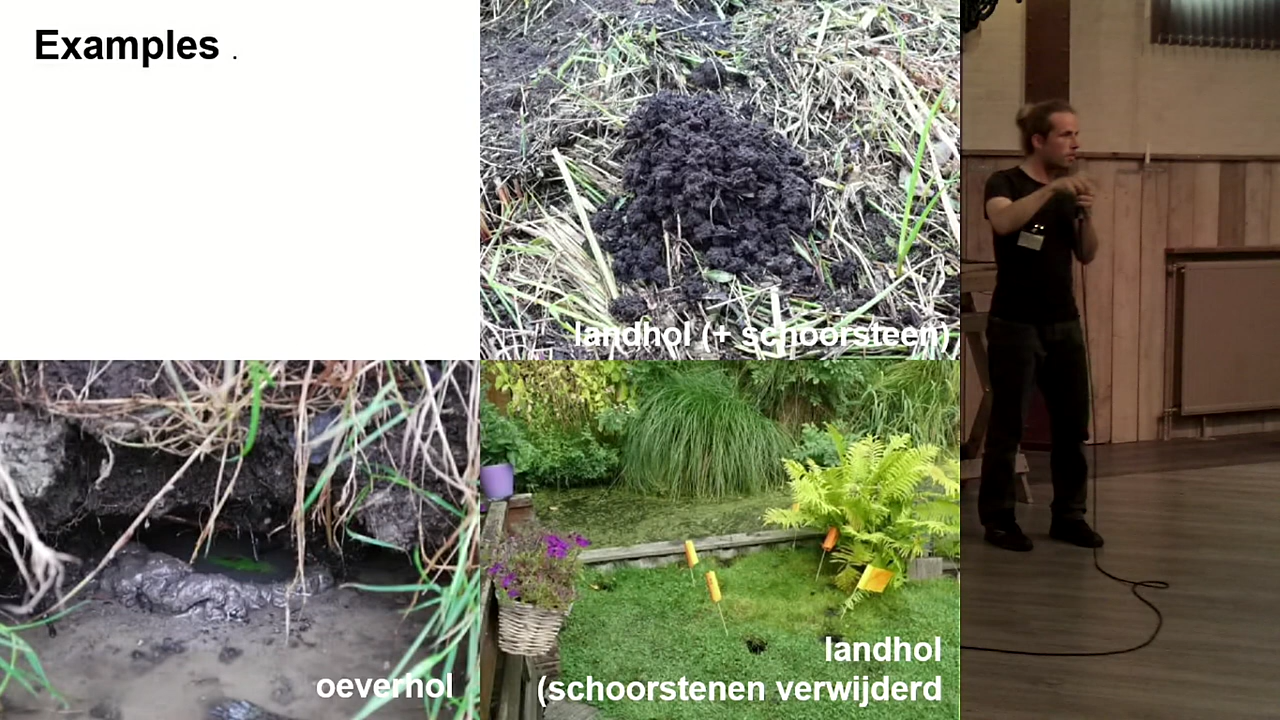 Examples .
landhol (+ schoorsteen)
oeverhol
landhol
(schoorstenen verwijderd